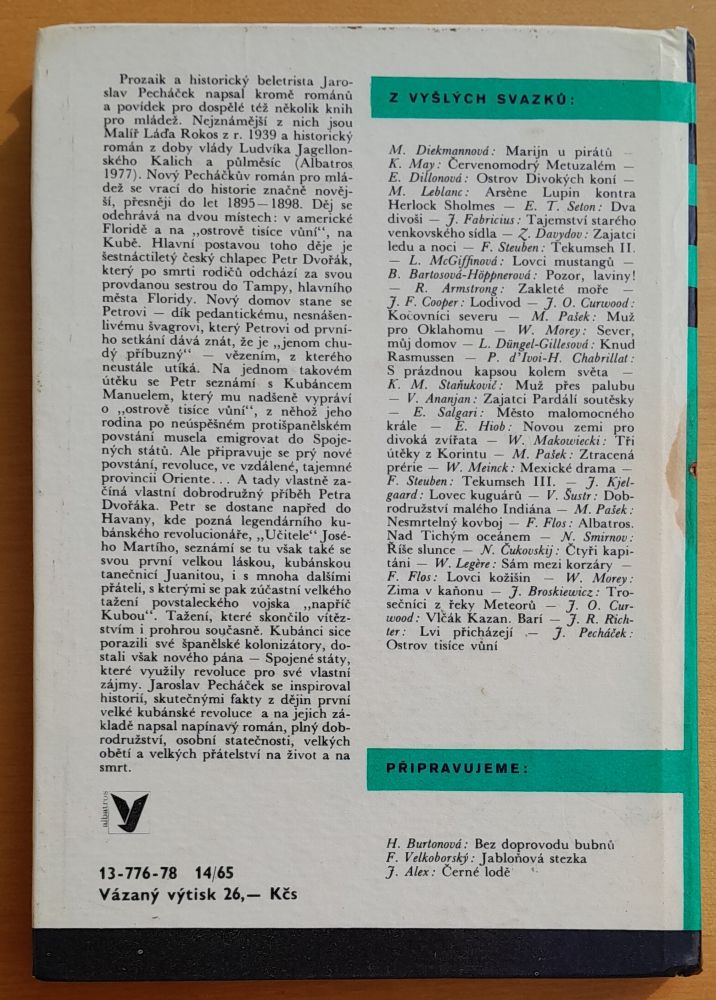 Prozaik a historický beletrista Jaro-
slav Pecháček napsal kromě románů
a povídek pro dospělé též několik knih
pro mládež. Nejznámější z nich jsou
Malíř Láďa Rokos z r. 1939 a historický
román z doby vlády Ludvíka Jagellon-
ského Kalich a půlměsíc (Albatros
1977). Nový Pecháčkův román pro mlá-
dež se vrací do historie značně nověj-
ší, přesněji do let 1895–1898. Děj se
odehrává na dvou místech: v americké
Floridě a na „ostrově tisíce vůní“, na
Kubě. Hlavní postavou toho děje je
šestnáctiletý český chlapec Petr Dvořák,
který po smrti rodičů odchází za svou
provdanou sestrou do Tampy, hlavního
města Floridy. Nový domov stane se
Petrovi – dík pedantickému, nesnášen-
livému švagrovi, který Petrovi od první-
ho setkání dává znát, že je „jenom chu-
dý příbuzný“ – vězením, z kterého
neustále utíká. Na jednom takovém
útěku se Petr seznámí s Kubáncem
Manuelem, který mu nadšeně vypráví
o „ostrově tisíce vůní“, z něhož jeho
rodina po neúspěšném protišpanělském
povstání musela emigrovat do Spoje-
ných států. Ale připravuje se prý nové
povstání, revoluce, ve vzdálené, tajemné
provincii Oriente... A tady vlastně za-
číná vlastní dobrodružný příběh Petra
Dvořáka. Petr se dostane napřed do
Havany, kde pozná legendárního ku-
bánského revolucionáře, „Učitele“ José-
ho Martího, seznámí se tu však také se
svou první velkou láskou, kubánskou
tanečnicí Juanitou, i s mnoha dalšími
přáteli, s kterými se pak zúčastní velkého
tažení povstaleckého vojska „napříč
Kubou“. Tažení, které skončilo vítěz-
stvím i prohrou současně. Kubánci sice
porazili své španělské kolonizátory, do-
stali však nového pána – Spojené státy,
které využily revoluce pro své vlastní
zájmy. Jaroslav Pecháček se inspiroval
historií, skutečnými fakty z dějin první
velké kubánské revoluce a na jejich zá-
kladě napsal napínavý román, plný dob-
rodružství, osobní statečnosti, velkých
obětí a velkých přátelství na život a na
smrt.
albatros
13-776-78 14/65
Vázaný výtisk 26,– Kčs
Z VYŠLÝCH SVAZKŮ:
M. Diekmannová: Marijn u pirátů –
K. May: Červenomodrý Metuzalém –
E. Dillonová: Ostrov Divokých koní –
M. Leblanc: Arsène Lupin kontra
Herlock Sholmes – E. T. Seton: Dva
divoši – J. Fabricius: Tajemství starého
venkovského sídla – Z. Davydov: Zajatci
ledu a noci – F. Steuben: Tekumseh II.
– L. McGiffinová: Lovci mustangů –
B. Bartosová-Höppnerová: Pozor, laviny!
– R. Armstrong: Zakleté moře –
J. F. Cooper: Lodivod – J. O. Curwood:
Kočovníci severu – M. Pašek: Muž
pro Oklahomu – W. Morey: Sever,
můj domov – L. Düngel-Gillesová: Knud
Rasmussen – P. d'Ivoi-H. Chabrillat:
S prázdnou kapsou kolem světa –
K. M. Staňukovič: Muž přes palubu
– V. Ananjan: Zajatci Pardálí soutěsky
– E. Salgari: Město malomocného
krále – E. Hiob: Novou zemi pro
divoká zvířata – W. Makowiecki: Tři
útěky z Korintu – M. Pašek: Ztracená
prérie – W. Meinck: Mexické drama –
F. Steuben: Tekumseh III. – J. Kjel-
gaard: Lovec kuguárů – V. Šustr: Dob-
rodružství malého Indiána – M. Pašek:
Nesmrtelný kovboj – F. Flos: Albatros.
Nad Tichým oceánem – N. Smirnov:
Říše slunce – N. Čukovskij: Čtyři kapi-
táni – W. Legère: Sám mezi korzáry –
F. Flos: Lovci kožišin – W. Morey:
Zima v kaňonu – J. Broskiewicz: Tro-
sečníci z řeky Meteorů – J. O. Cur-
wood: Vlčák Kazan. Barí – J. R. Rich-
ter: Lvi přicházejí – J. Pecháček:
Ostrov tisíce vůní
PŘIPRAVUJEME:
H. Burtonová: Bez doprovodu bubnů
F. Velkoborský: Jabloňová stezka
J. Alex: Černé lodě